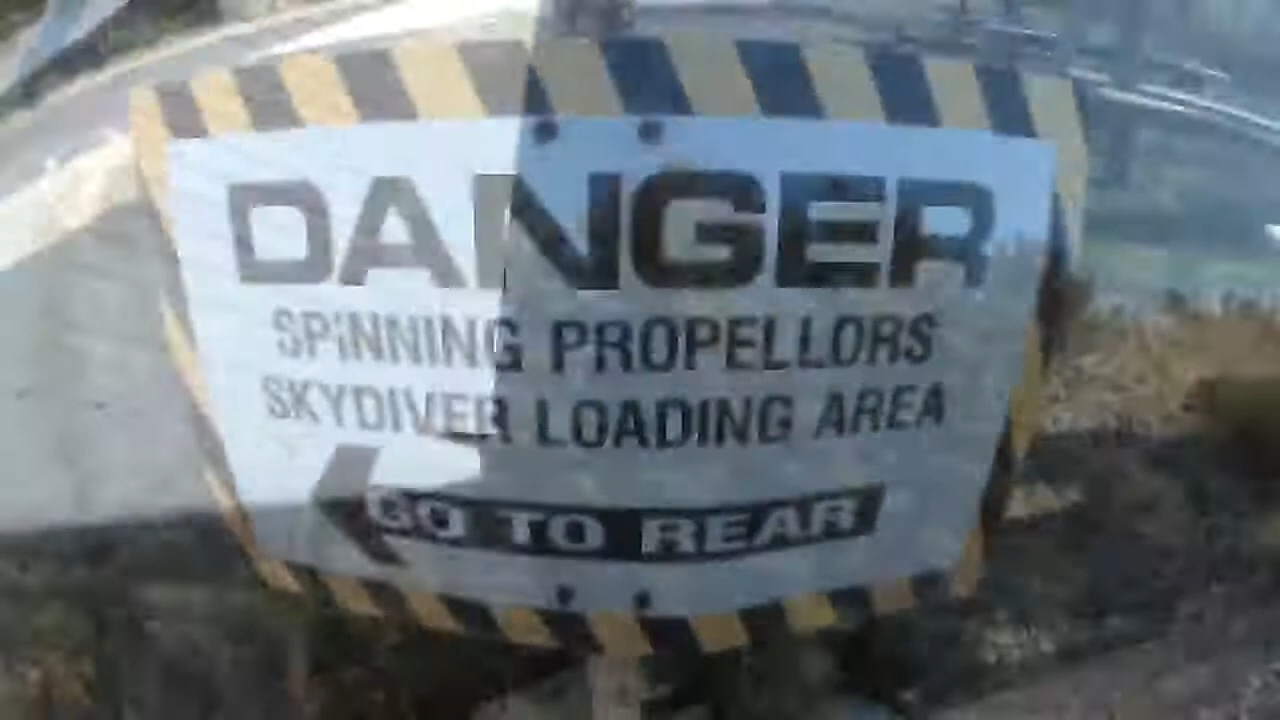 DANGER
SPINNING PROPELLORS
SKYDIVER LOADING AREA
GO TO REAR